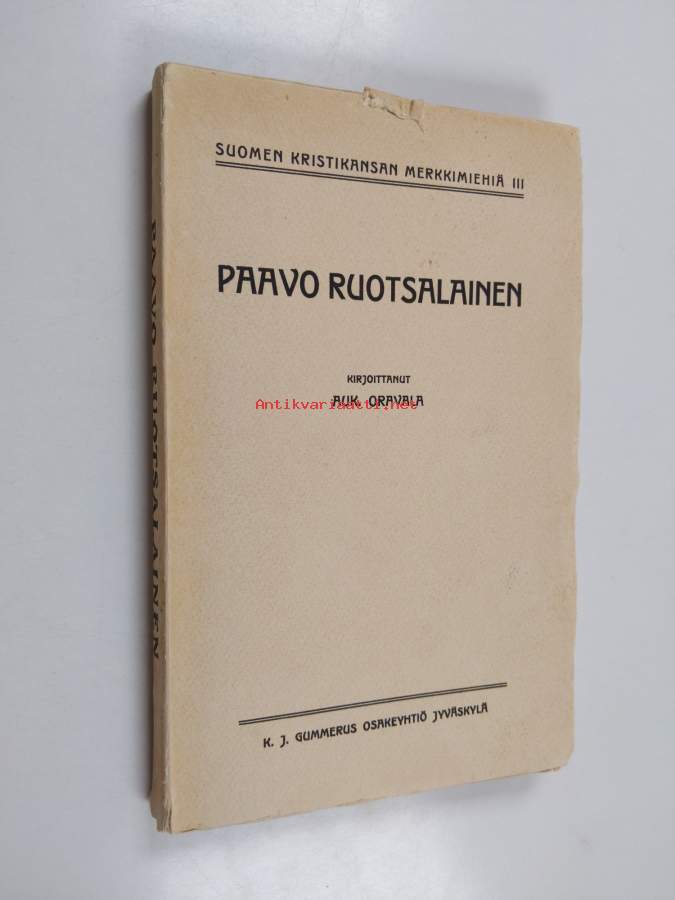 SUOMEN KRISTIKANSAN MERKKIMIEHIÄ III
PAAVO RUOTSALAINEN
KIRJOITTANUT
AUK. ORAVALA
Antikvariaatti.net
K. J. GUMMERUS OSAKEYHTIÖ JYVÄSKYLÄ
PAAVO RUOTSALAINEN